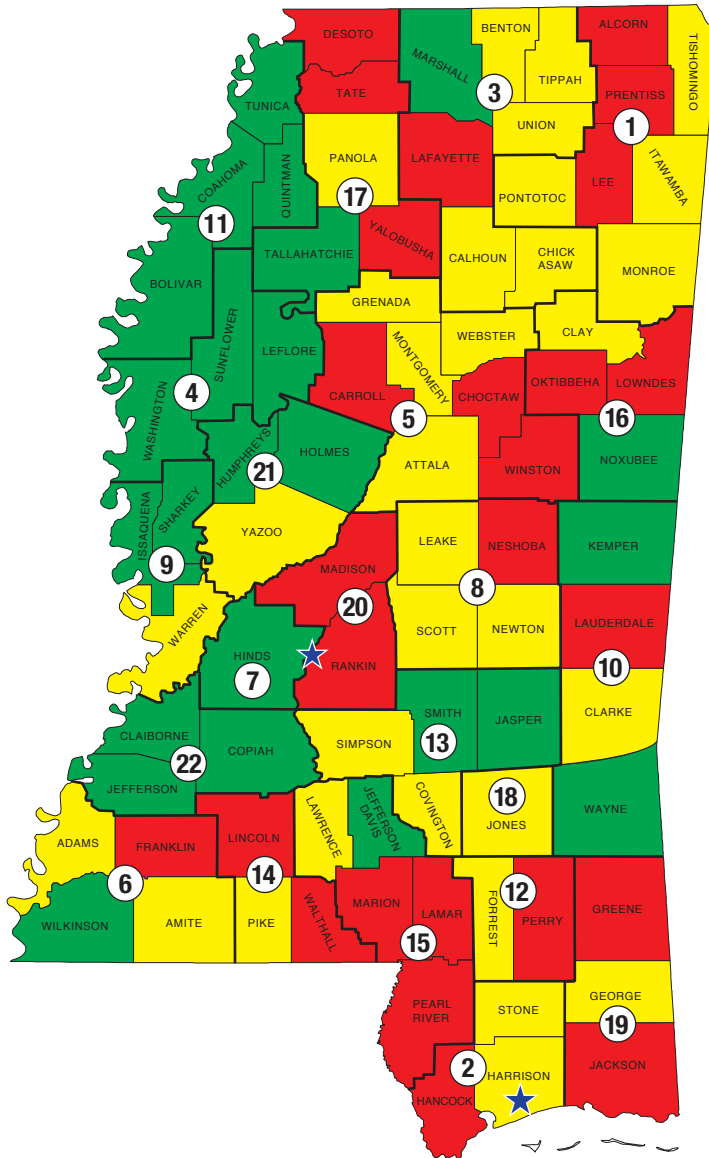 DESOTO
MARSHALL
BENTON
TIPPAH
ALCORN
TISHOMINGO
TUNICA
TATE
3
PRENTISS
1
UNION
COAHOMA
QUINTMAN
PANOLA
17
LAFAYETTE
PONTOTOC
LEE
ITAWAMBA
11
YALOBUSHA
TALLAHATCHIE
CALHOUN
CHICK
ASAW
MONROE
BOLIVAR
GRENADA
SUNFLOWER
LEFLORE
MONTGOMERY
WEBSTER
CLAY
WASHINGTON
4
CARROLL
CHOCTAW
OKTIBBEHA
LOWNDES
5
16
HUMPHREYS
21
HOLMES
ATTALA
WINSTON
NOXUBEE
ISSAQUENA
SHARKEY
YAZOO
LEAKE
NESHOBA
KEMPER
9
MADISON
8
20
WARREN
SCOTT
NEWTON
LAUDERDALE
HINDS
7
RANKIN
10
CLARKE
CLAIBORNE
COPIAH
SIMPSON
SMITH
13
JASPER
22
JEFFERSON
LAWRENCE
JEFFERSON
DAVIS
COVINGTON
18
JONES
WAYNE
ADAMS
FRANKLIN
LINCOLN
6
14
12
WILKINSON
AMITE
PIKE
WALTHALL
MARION
LAMAR
FORREST
PERRY
GREENE
15
PEARL
RIVER
STONE
GEORGE
19
2
HARRISON
JACKSON
HANCOCK